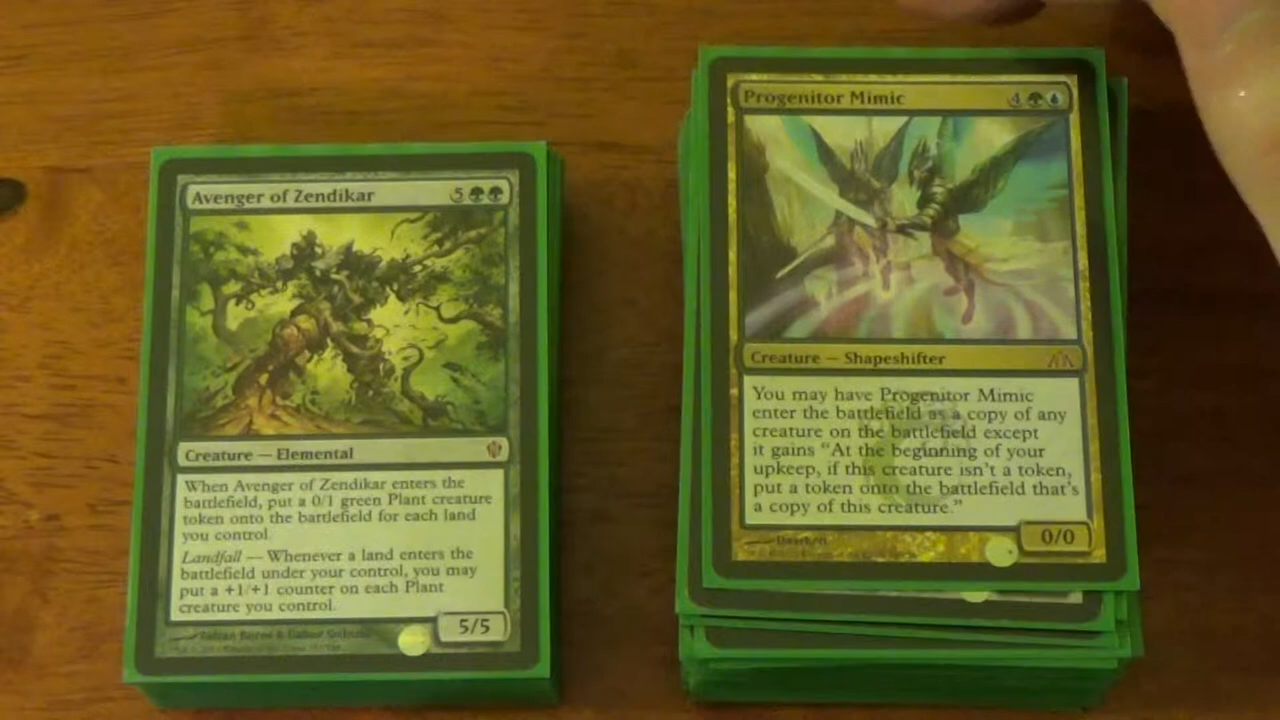 Avenger of Zendikar 5
Creature — Elemental
When Avenger of Zendikar enters the
battlefield, put a 0/1 green Plant creature
token onto the battlefield for each land
you control.
Landfall — Whenever a land enters the
battlefield under your control, you may
put a +1/+1 counter on each Plant
creature you control.
5/5
Progenitor Mimic 4
Creature — Shapeshifter
You may have Progenitor Mimic
enter the battlefield as a copy of any
creature on the battlefield except
it gains “At the beginning of your
upkeep, if this creature isn't a token,
put a token onto the battlefield that's
a copy of this creature.”
0/0